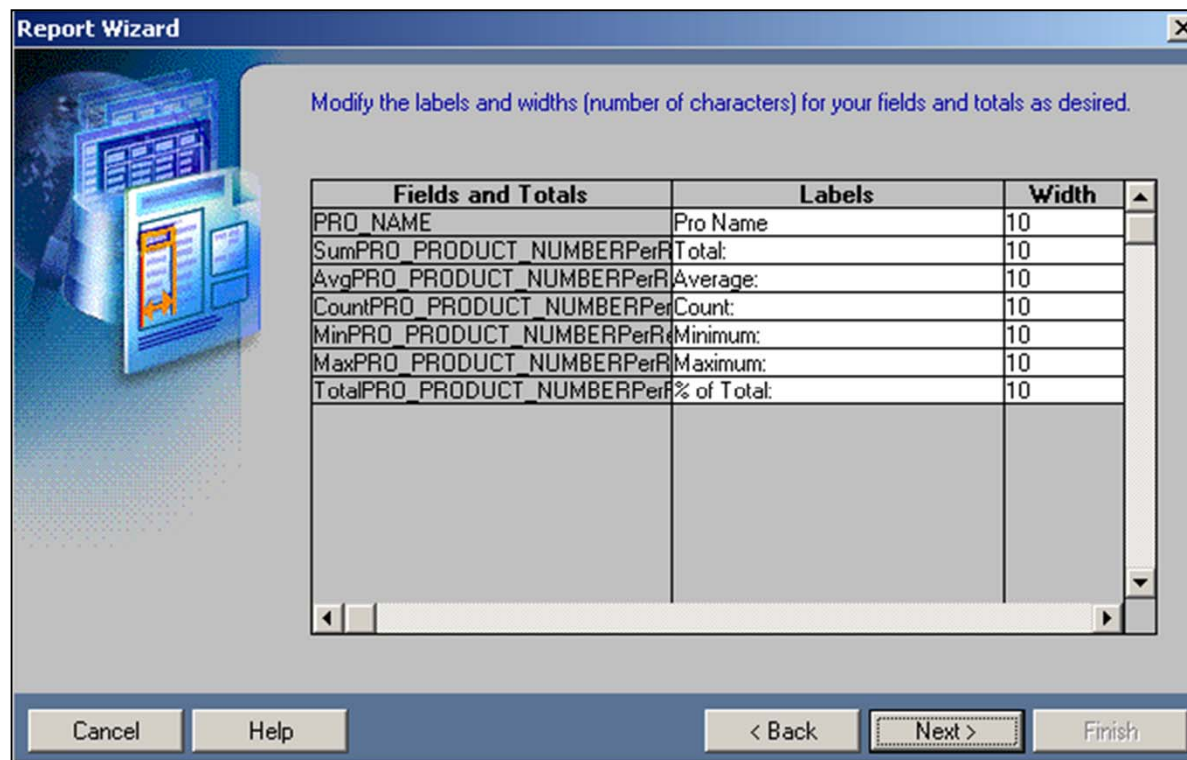 Report Wizard
Modify the labels and widths (number of characters) for your fields and totals as desired.
Fields and Totals Labels Width
PRO_NAME Pro Name 10
SumPRO_PRODUCT_NUMBERPerR Total: 10
AvgPRO_PRODUCT_NUMBERPerR Average: 10
CountPRO_PRODUCT_NUMBERPer Count: 10
MinPRO_PRODUCT_NUMBERPerRe Minimum: 10
MaxPRO_PRODUCT_NUMBERPerR Maximum: 10
TotalPRO_PRODUCT_NUMBERPerR % of Total: 10
Cancel Help < Back Next > Finish